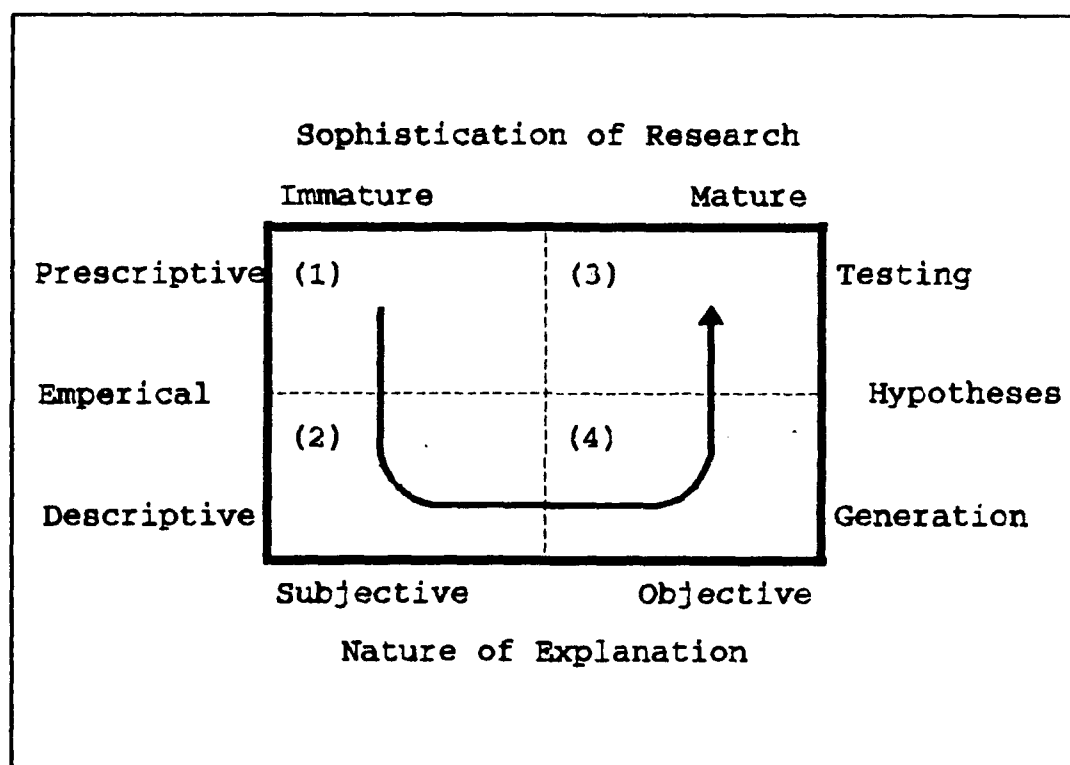 Sophistication of Research
Immature Mature
Prescriptive (1) (3) Testing
Emperical Hypotheses
(2) (4)
Descriptive Generation
Subjective Objective
Nature of Explanation